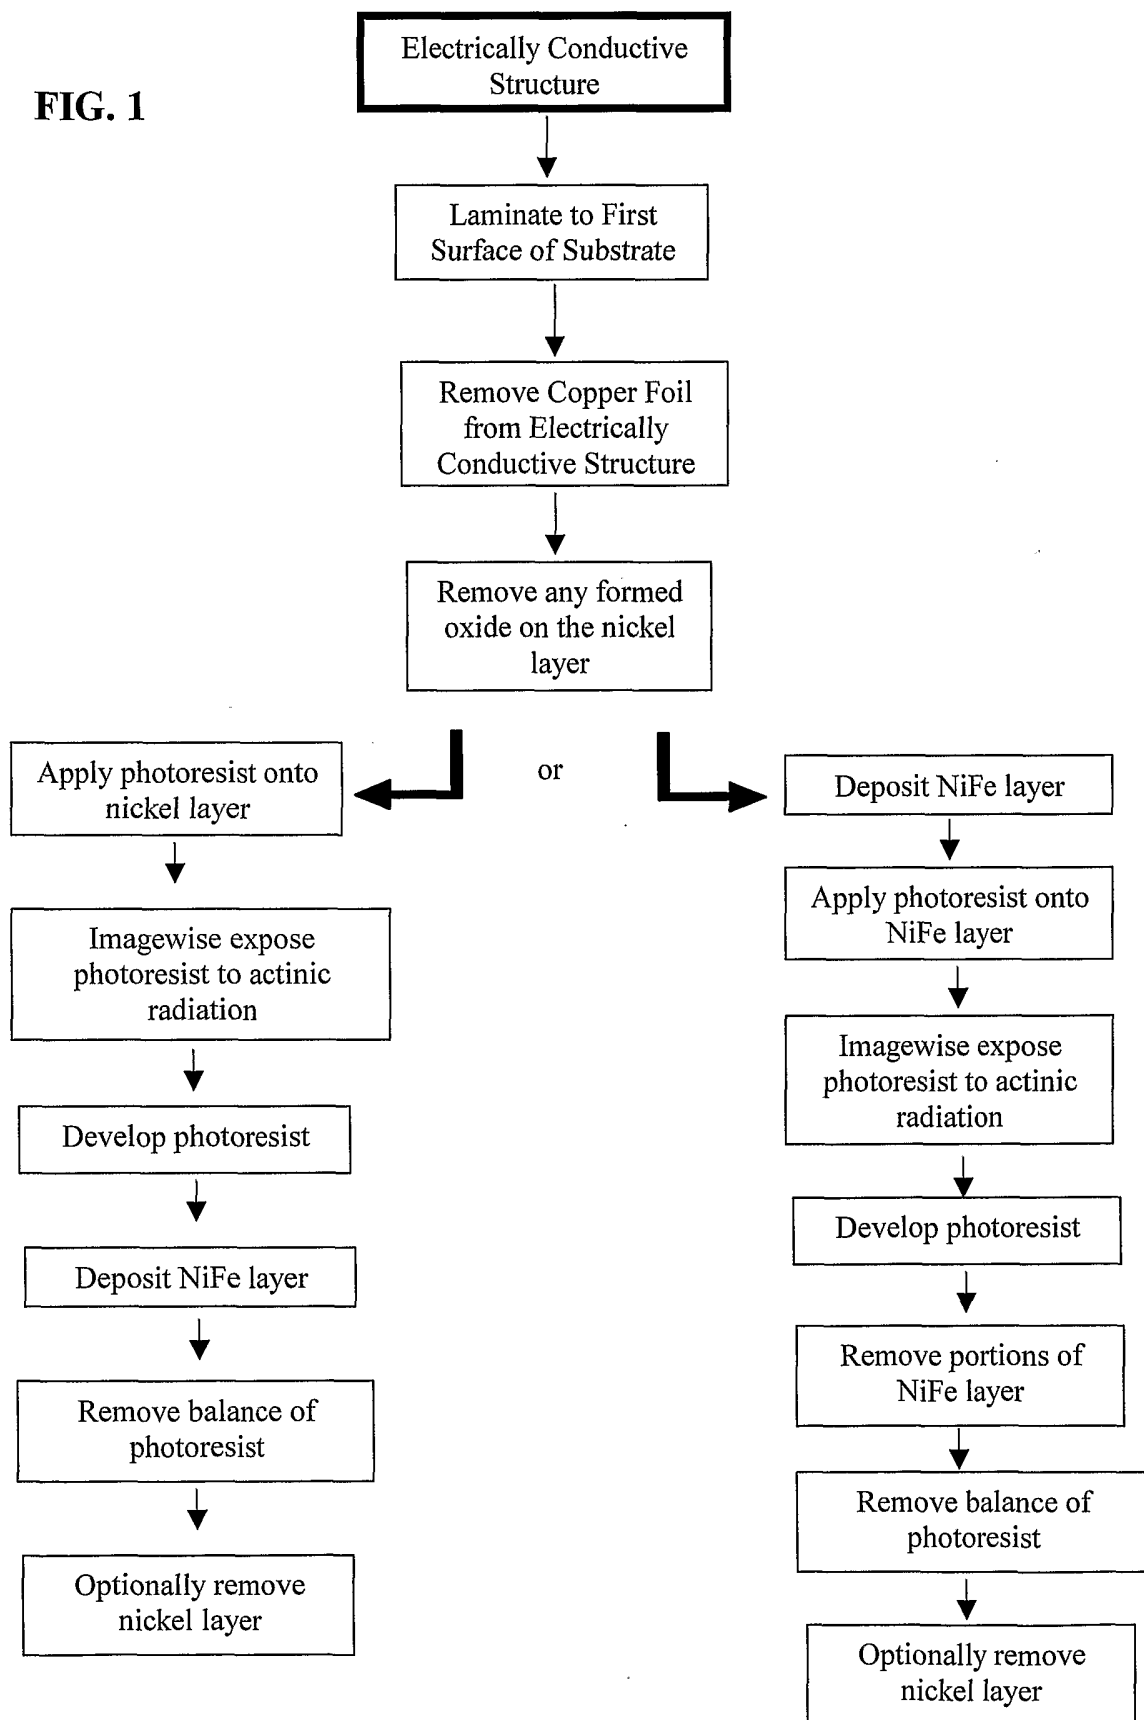 FIG. 1
Electrically Conductive
Structure
Laminate to First
Surface of Substrate
Remove Copper Foil
from Electrically
Conductive Structure
Remove any formed
oxide on the nickel
layer
or
Apply photoresist onto
nickel layer
Imagewise expose
photoresist to actinic
radiation
Develop photoresist
Deposit NiFe layer
Remove balance of
photoresist
Optionally remove
nickel layer
Deposit NiFe layer
Apply photoresist onto
NiFe layer
Imagewise expose
photoresist to actinic
radiation
Develop photoresist
Remove portions of
NiFe layer
Remove balance of
photoresist
Optionally remove
nickel layer